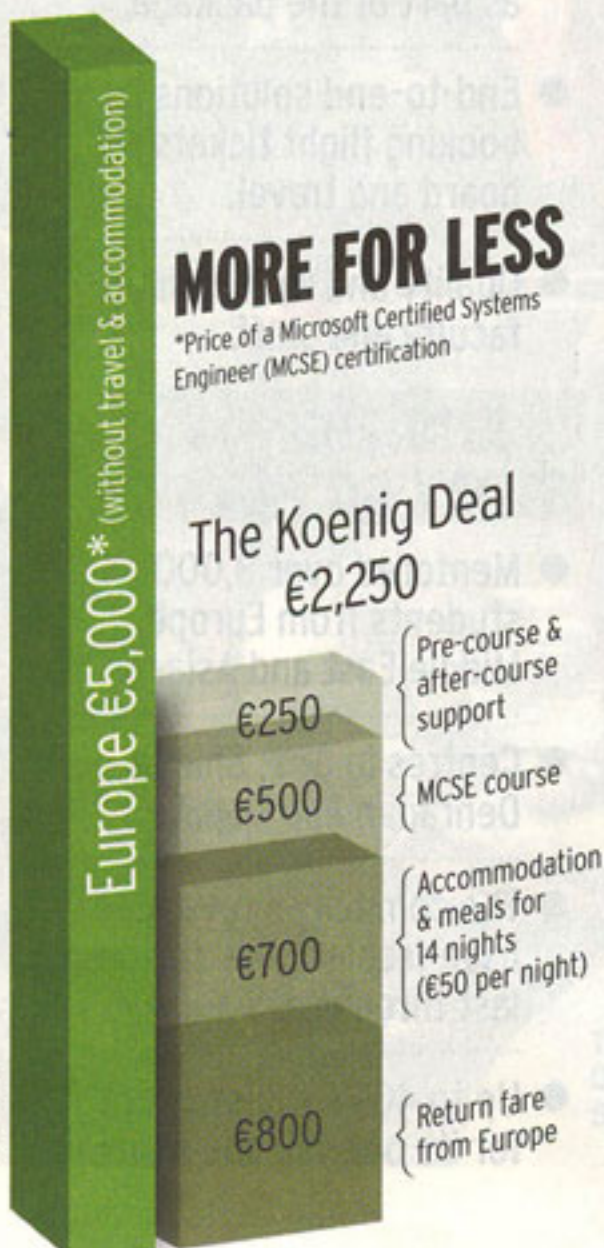 MORE FOR LESS
*Price of a Microsoft Certified Systems
Engineer (MCSE) certification
Europe €5,000* (without travel & accommodation)
The Koenig Deal
€2,250
€250
Pre-course &
after-course
support
€500
MCSE course
€700
Accommodation
& meals for
14 nights
(€50 per night)
€800
Return fare
from Europe